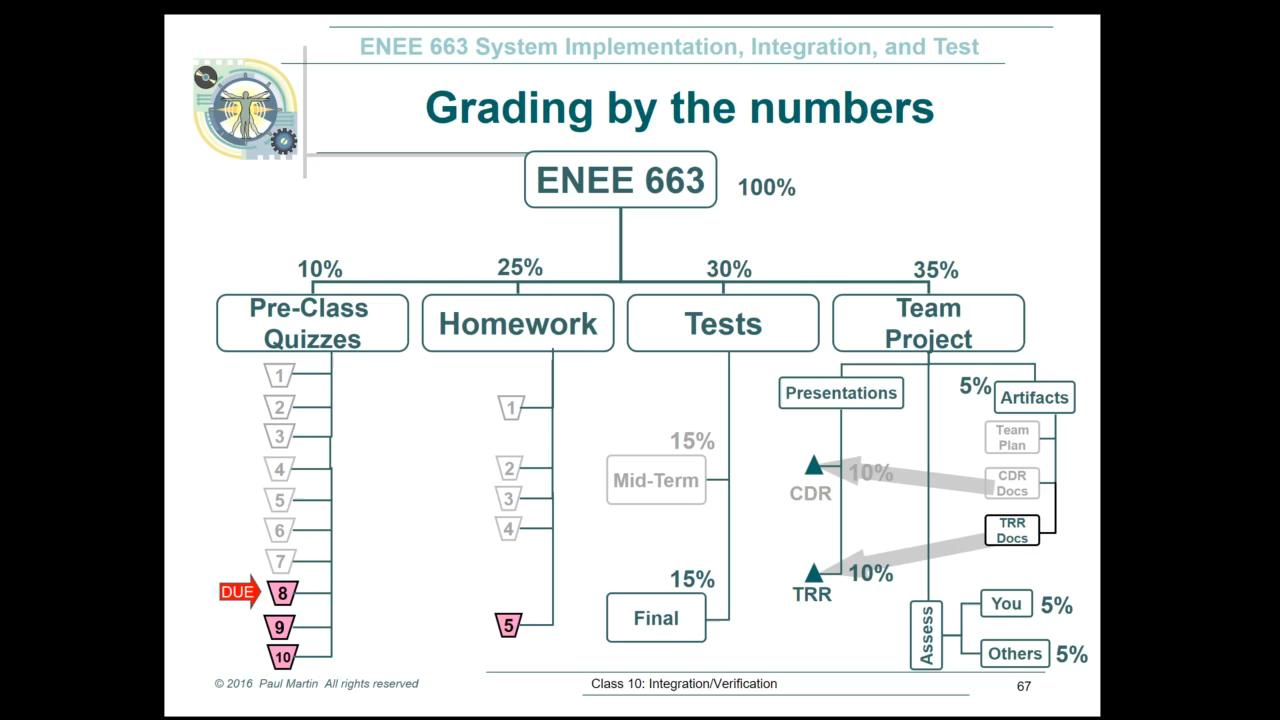 ENEE 663 System Implementation, Integration, and Test
Grading by the numbers
ENEE 663
100%
10%
25%
30%
35%
Pre-Class
Quizzes
Homework
Tests
Team
Project
1
2
3
4
5
6
7
DUE
8
9
10
1
2
3
4
5
15%
Mid-Term
15%
Final
Presentations
10%
CDR
10%
TRR
5%
Artifacts
Team
Plan
CDR
Docs
TRR
Docs
Assess
You
5%
Others
5%
© 2016 Paul Martin All rights reserved
Class 10: Integration/Verification
67